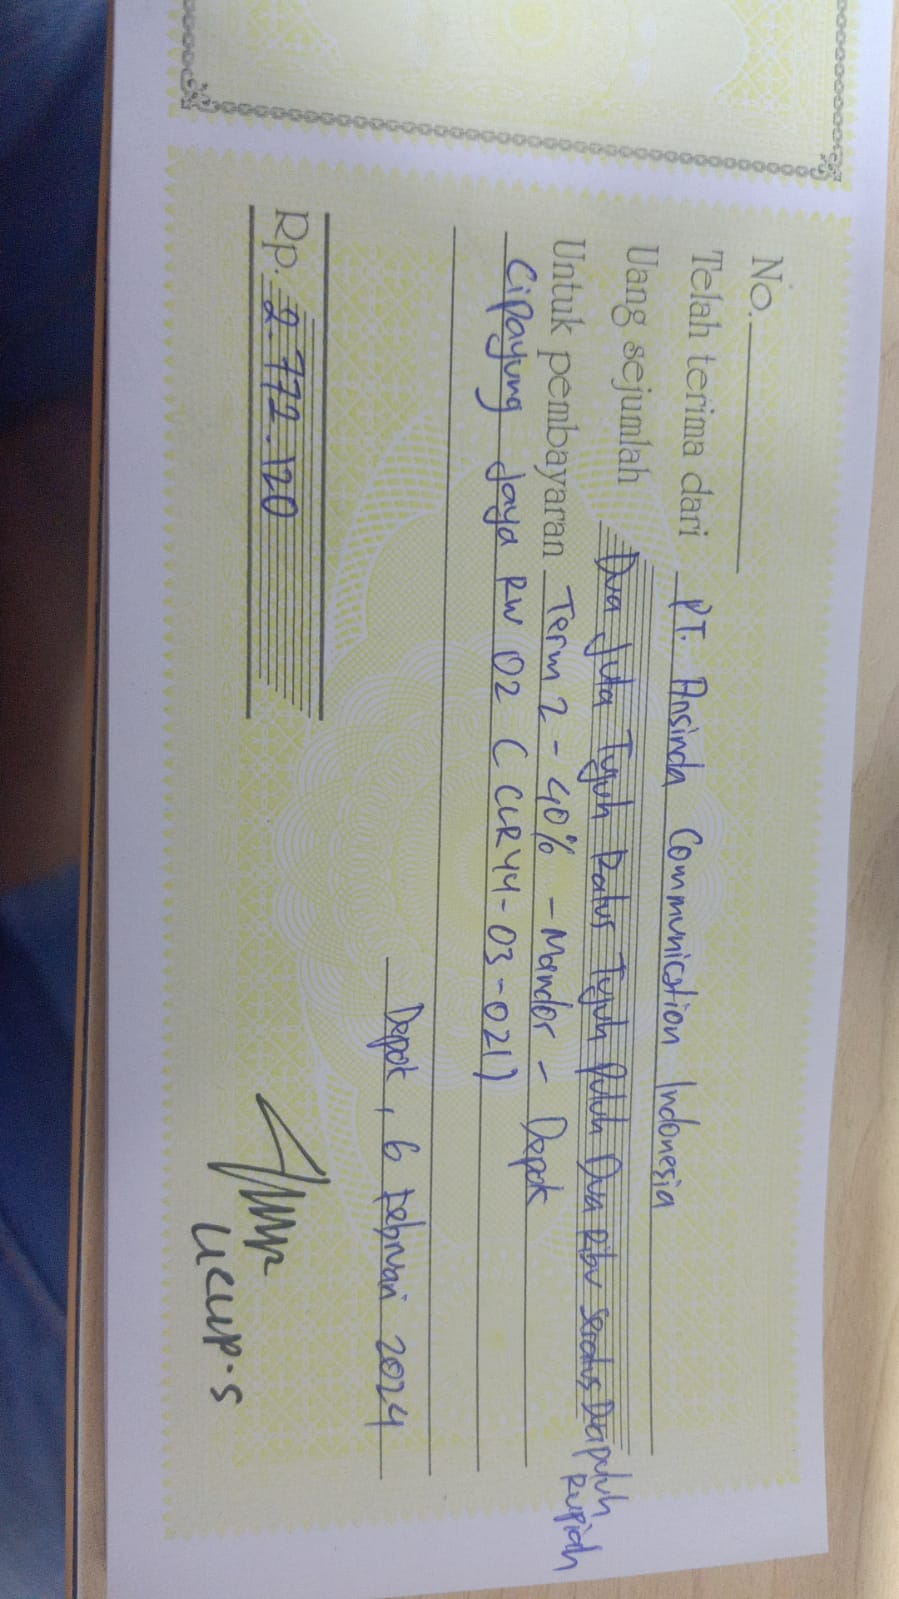 No.
Telah terima dari PT. Ansinda Communication Indonesia
Uang sejumlah Dua Juta Tujuh Ratus Tujuh Puluh Dua Ribu Seratus Dua puluh
Rupiah
Untuk pembayaran Term 2 - 40% - Mandor - Depok
Cipayung Jaya RW 02 ( CLR44-03-021)
Depok, 6 Februari 2024
Rp. 2.772.120
Ucup.S